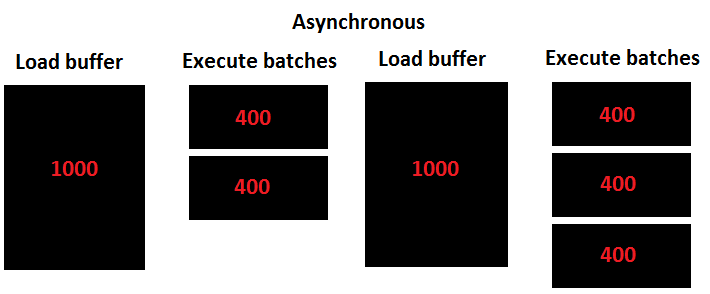 Asynchronous
Load buffer
Execute batches
Load buffer
Execute batches
1000
400
400
1000
400
400
400